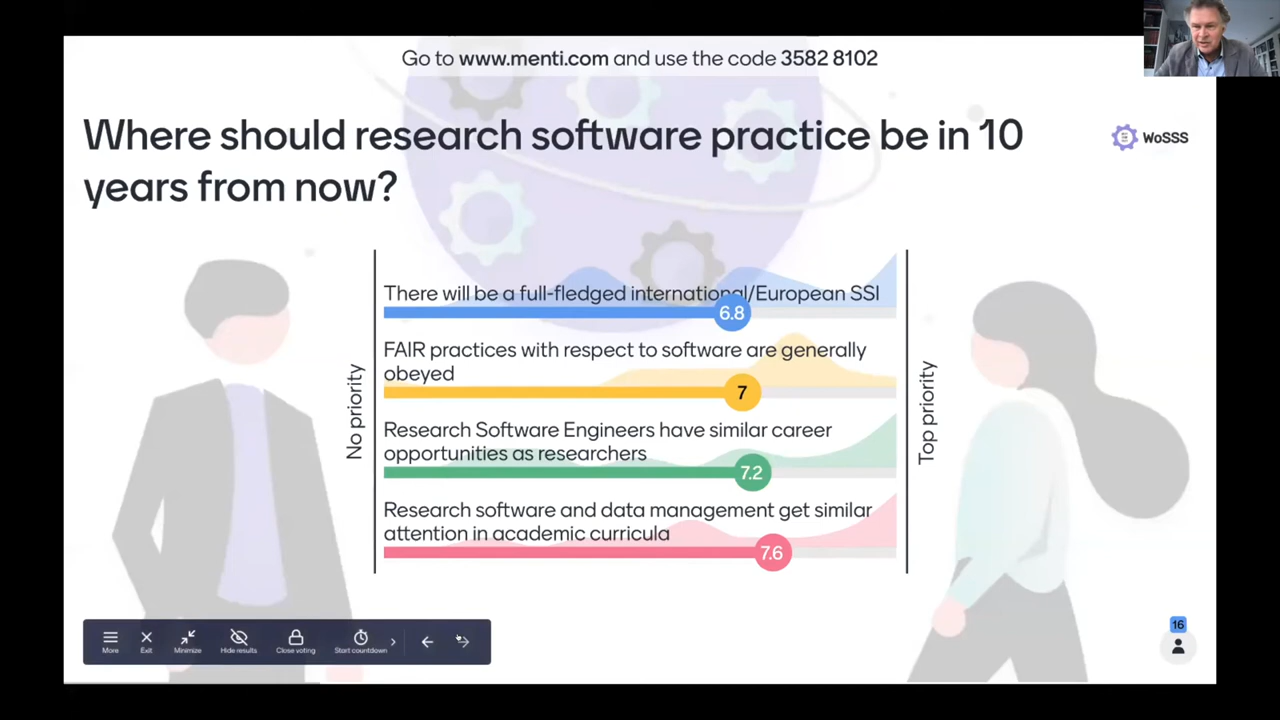 Go to www.menti.com and use the code 3582 8102
Where should research software practice be in 10
years from now?
WoSSS
No priority
There will be a full-fledged international/European SSI
6.8
FAIR practices with respect to software are generally
obeyed
7
Research Software Engineers have similar career
opportunities as researchers
7.2
Research software and data management get similar
attention in academic curricula
7.6
Top priority
More
Exit
Minimize
Hide results
Close voting
Start countdown
16